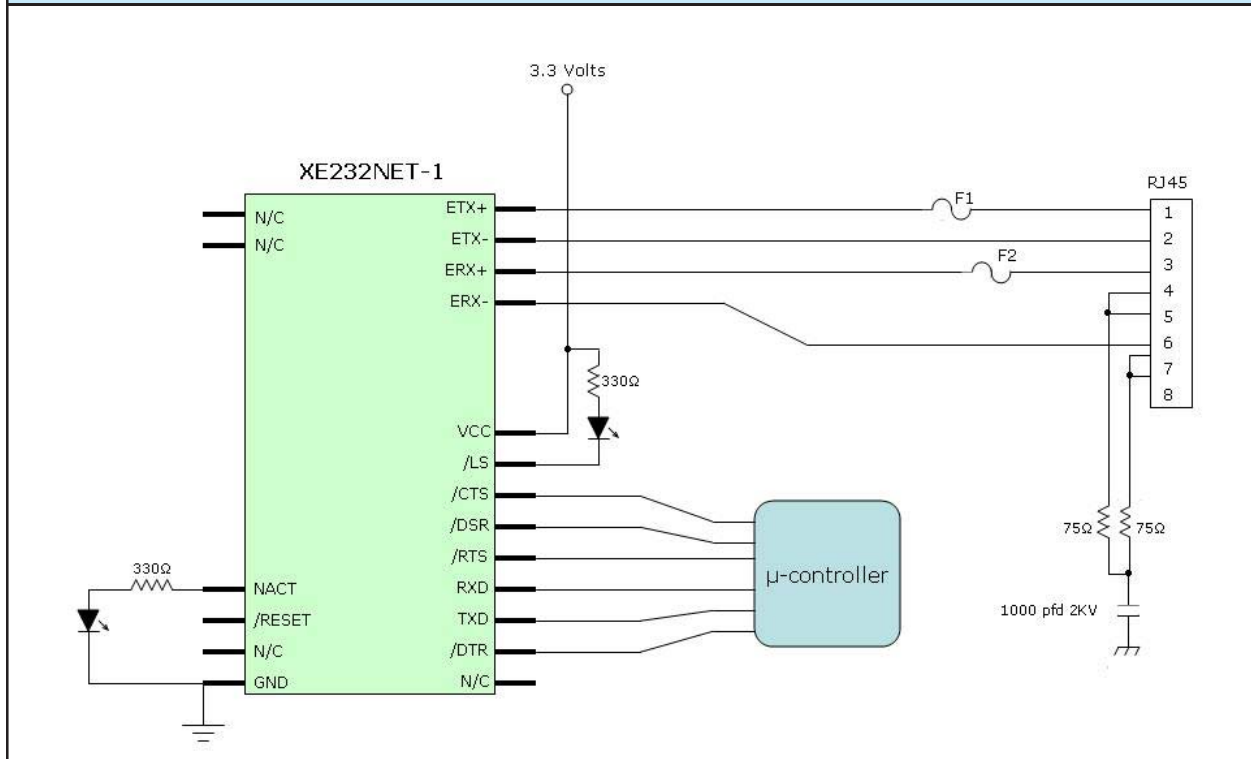 3.3 Volts
XE232NET-1
N/C
N/C
NACT
/RESET
N/C
GND
ETX+
ETX-
ERX+
ERX-
VCC
/LS
/CTS
/DSR
/RTS
RXD
TXD
/DTR
N/C
330Ω
330Ω
F1
F2
RJ45
1
2
3
4
5
6
7
8
μ-controller
75Ω
75Ω
1000 pfd 2KV